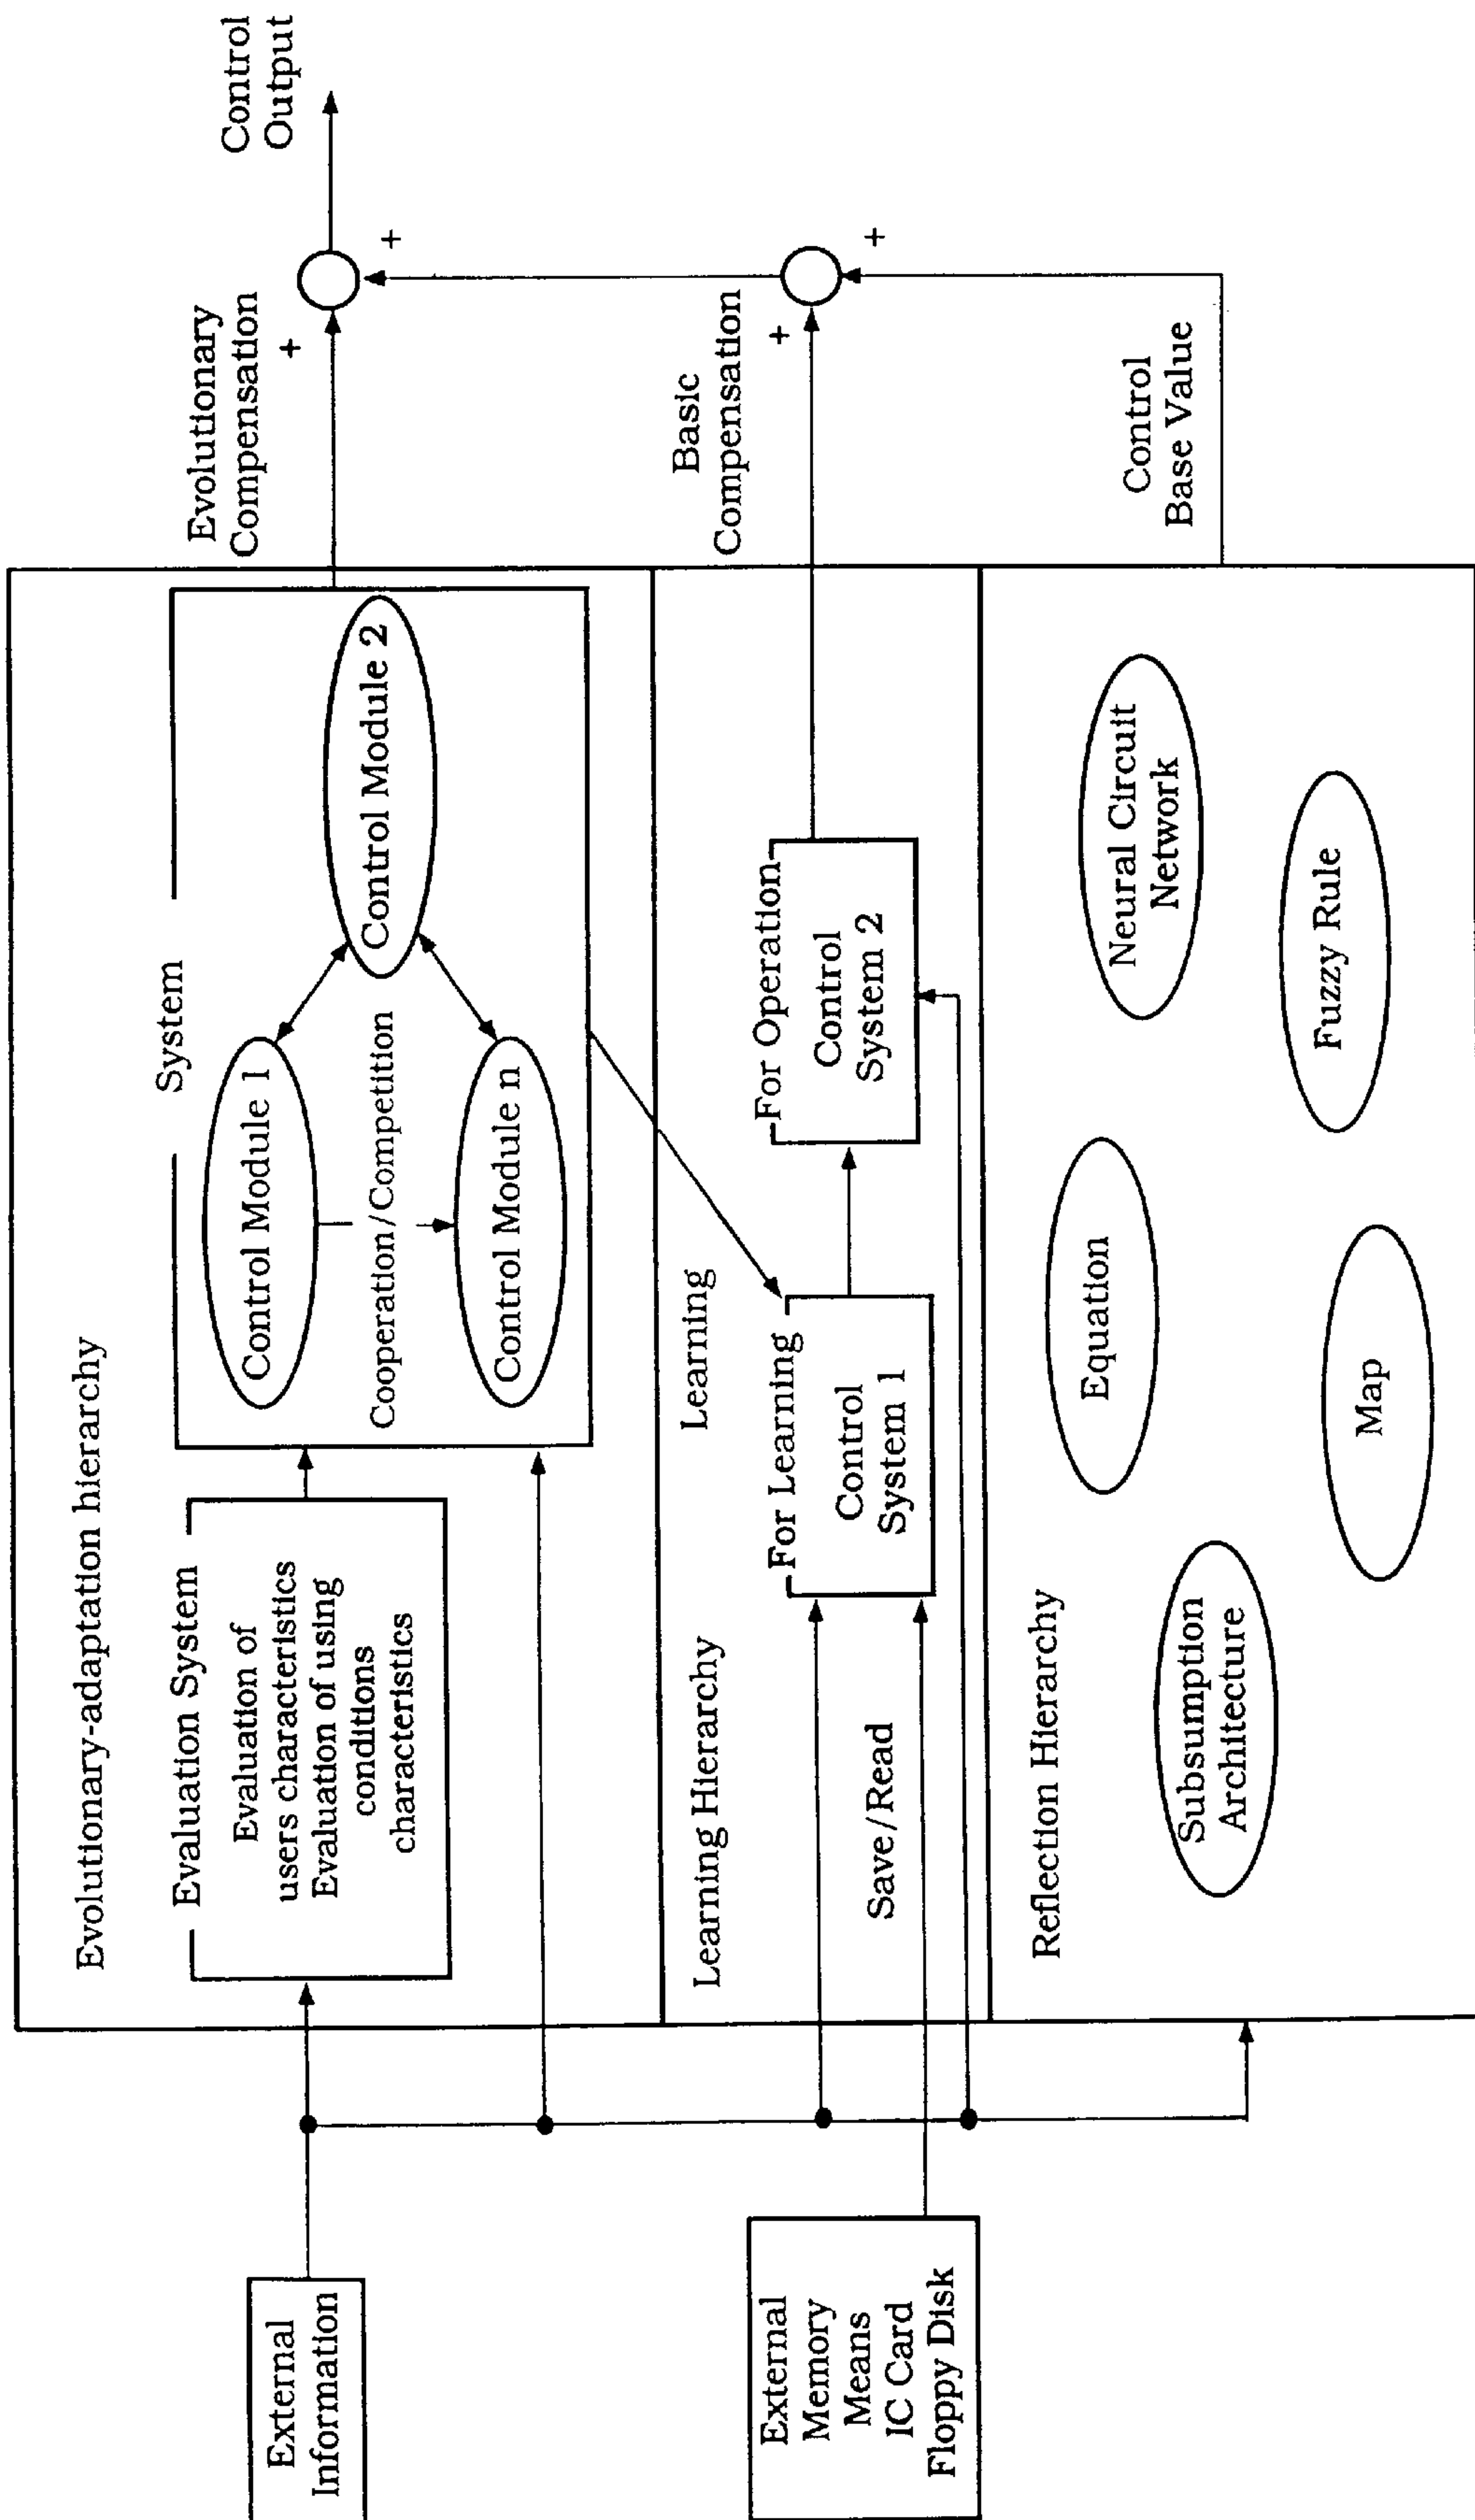 External
Information
External
Memory
Means
IC Card
Floppy Disk
Evolutionary-adaptation hierarchy
Evaluation System
Evaluation of
users characteristics
Evaluation of using
conditions
characteristics
System
Control Module 1
Cooperation/Competition
Control Module n
Control Module 2
Evolutionary
Compensation
+
+
Control
Output
Learning Hierarchy
Save/Read
Learning
For Learning
Control
System 1
For Operation
Control
System 2
Basic
Compensation
+
+
Reflection Hierarchy
Subsumption
Architecture
Equation
Map
Neural Circuit
Network
Fuzzy Rule
Control
Base Value